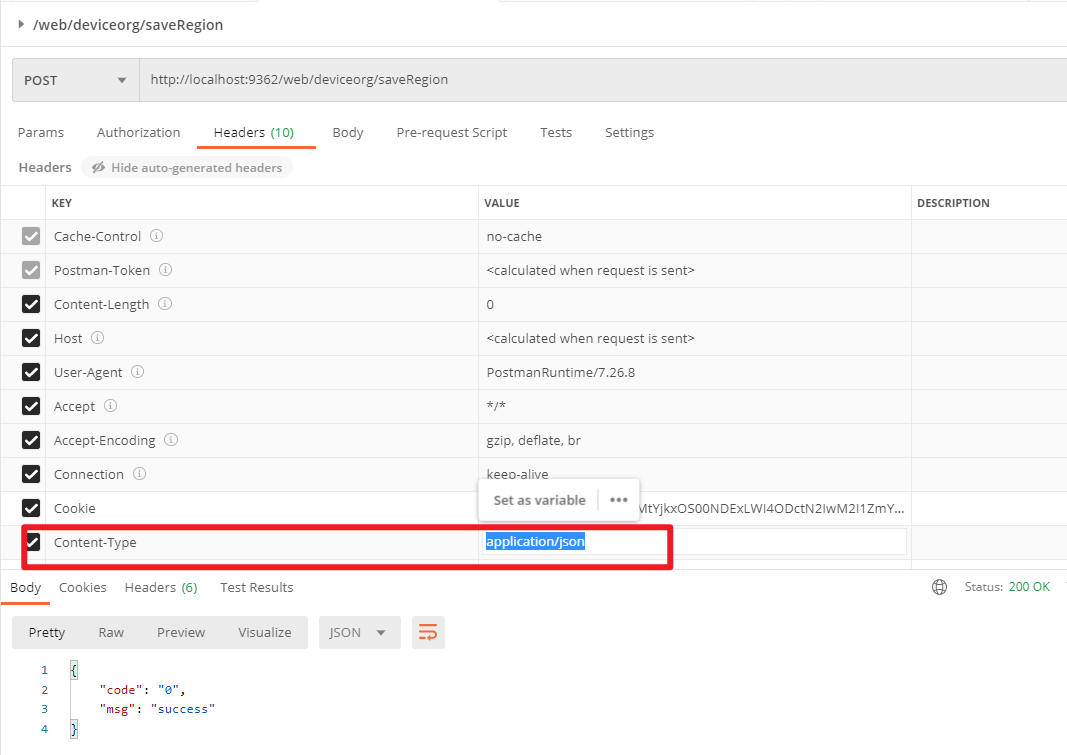 /web/deviceorg/saveRegion
POST http://localhost:9362/web/deviceorg/saveRegion
Params Authorization Headers (10) Body Pre-request Script Tests Settings
Headers Hide auto-generated headers
KEY VALUE DESCRIPTION
Cache-Control no-cache
Postman-Token <calculated when request is sent>
Content-Length 0
Host <calculated when request is sent>
User-Agent PostmanRuntime/7.26.8
Accept */*
Accept-Encoding gzip, deflate, br
Connection keep-alive
Set as variable
Cookie
Content-Type application/json
Body Cookies Headers (6) Test Results Status: 200 OK
Pretty Raw Preview Visualize JSON
1 {
2 "code": "0",
3 "msg": "success"
4 }